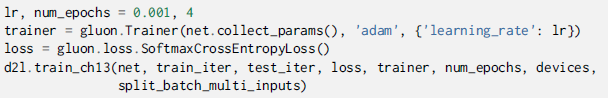 lr, num_epochs = 0.001, 4
trainer = gluon.Trainer(net.collect_params(), 'adam', {'learning_rate': lr})
loss = gluon.loss.SoftmaxCrossEntropyLoss()
d2l.train_ch13(net, train_iter, test_iter, loss, trainer, num_epochs, devices,
               split_batch_multi_inputs)